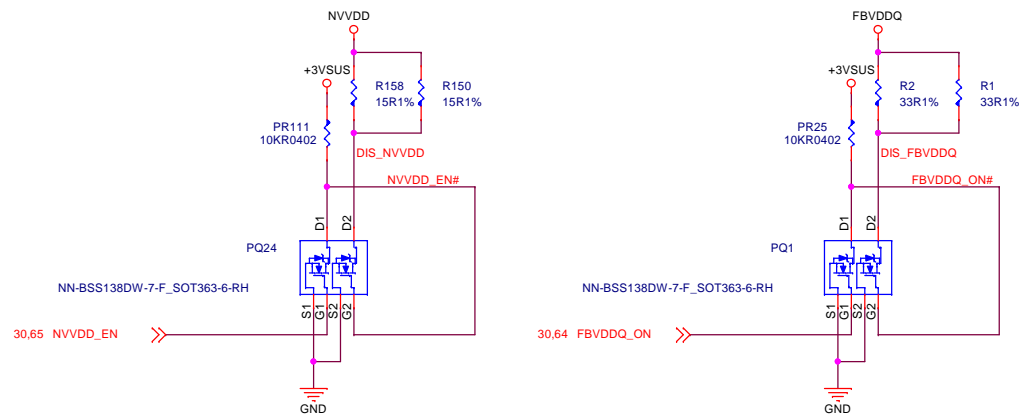 NVVDD
+3VSUS
R158
15R1%
R150
15R1%
PR111
10KR0402
DIS_NVVDD
NVVDD_EN#
D1
D2
PQ24
NN-BSS138DW-7-F_SOT363-6-RH
S1
G1
S2
G2
30,65 NVVDD_EN
GND
FBVDDQ
+3VSUS
R2
33R1%
R1
33R1%
PR25
10KR0402
DIS_FBVDDQ
FBVDDQ_ON#
D1
D2
PQ1
NN-BSS138DW-7-F_SOT363-6-RH
S1
G1
S2
G2
30,64 FBVDDQ_ON
GND